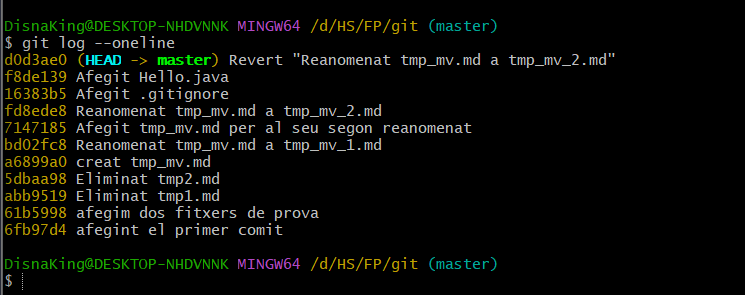 DisnaKing@DESKTOP-NHDVNNK MINGW64 /d/HS/FP/git (master)
$ git log --oneline
d0d3ae0 (HEAD -> master) Revert "Reanomenat tmp_mv.md a tmp_mv_2.md"
f8de139 Afegit Hello.java
16383b5 Afegit .gitignore
fd8ede8 Reanomenat tmp_mv.md a tmp_mv_2.md
7147185 Afegit tmp_mv.md per al seu segon reanomenat
bd02fc8 Reanomenat tmp_mv.md a tmp_mv_1.md
a6899a0 creat tmp_mv.md
5dbaa98 Eliminat tmp2.md
abb9519 Eliminat tmp1.md
61b5998 afegim dos fitxers de prova
6fb97d4 afegint el primer comit
DisnaKing@DESKTOP-NHDVNNK MINGW64 /d/HS/FP/git (master)
$